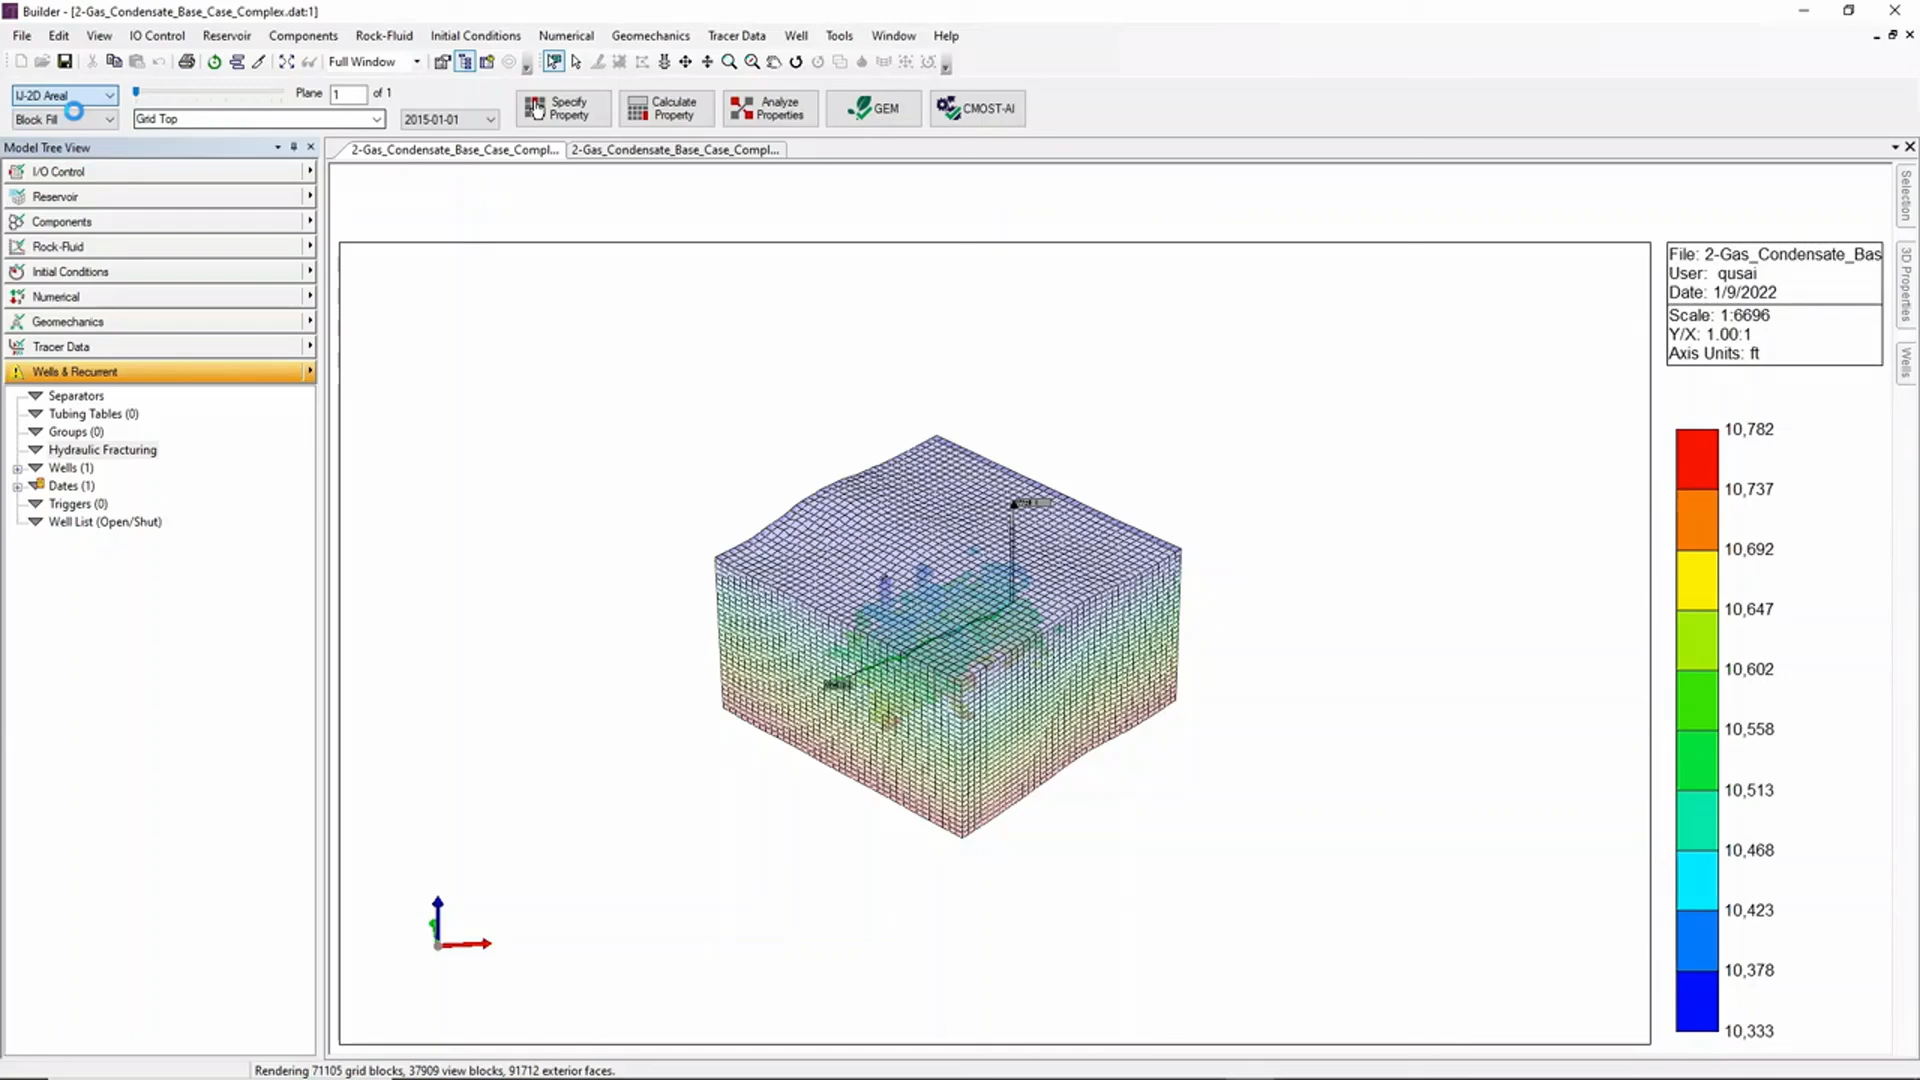 Builder - [2-Gas_Condensate_Base_Case_Complex.dat:1]
File Edit View IO Control Reservoir Components Rock-Fluid Initial Conditions Numerical Geomechanics Tracer Data Well Tools Window Help
Full Window
IJ-2D Areal Plane 1 of 1
Block Fill Grid Top 2015-01-01
Specify Property
Calculate Property
Analyze Properties
GEM
CMOST-AI
Model Tree View
2-Gas_Condensate_Base_Case_Compl... 2-Gas_Condensate_Base_Case_Compl...
I/O Control
Reservoir
Components
Rock-Fluid
Initial Conditions
Numerical
Geomechanics
Tracer Data
Wells & Recurrent
Separators
Tubing Tables (0)
Groups (0)
Hydraulic Fracturing
Wells (1)
Dates (1)
Triggers (0)
Well List (Open/Shut)
File: 2-Gas_Condensate_Bas
User: qusai
Date: 1/9/2022
Scale: 1:6696
Y/X: 1.00:1
Axis Units: ft
10,782
10,737
10,692
10,647
10,602
10,558
10,513
10,468
10,423
10,378
10,333
Selection
3D Properties
Wells
Rendering 71105 grid blocks, 37909 view blocks, 91712 exterior faces.